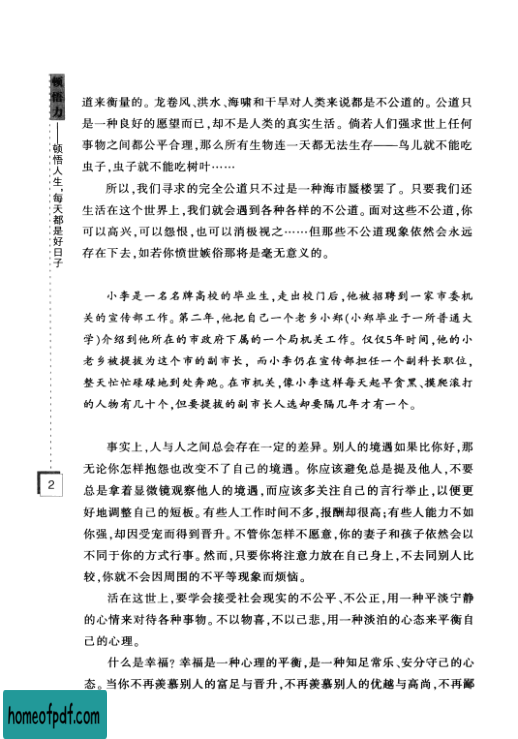 顿悟力
——顿悟人生，每天都是好日子
道来衡量的。龙卷风、洪水、海啸和干旱对人类来说都是不公道的。公道只
是一种良好的愿望而已，却不是人类的真实生活。倘若人们强求世上任何
事物之间都公平合理，那么所有生物连一天都无法生存——鸟儿就不能吃
虫子，虫子就不能吃树叶……
所以，我们寻求的完全公道只不过是一种海市蜃楼罢了。只要我们还
生活在这个世界上，我们就会遇到各种各样的不公道。面对这些不公道，你
可以高兴，可以怨恨，也可以消极视之……但那些不公道现象依然会永远
存在下去，如若你愤世嫉俗那将是毫无意义的。
小李是一名名牌高校的毕业生，走出校门后，他被招聘到一家市委机
关的宣传部工作。第二年，他把自己一个老乡小郑（小郑毕业于一所普通大
学）介绍到他所在的市政府下属的一个局机关工作。仅仅5年时间，他的小
老乡被提拔为这个市的副市长，而小李仍在宣传部担任一个副科长职位，
整天忙忙碌碌地到处奔跑。在市机关，像小李这样每天起早贪黑、摸爬滚打
的人物有几十个，但要提拔的副市长人选却要隔几年才有一个。
事实上，人与人之间总会存在一定的差异。别人的境遇如果比你好，那
无论你怎样抱怨也改变不了自己的境遇。你应该避免总是提及他人，不要
总是拿着显微镜观察他人的境遇，而应该多关注自己的言行举止，以便更
好地调整自己的短板。有些人工作时间不多，报酬却很高；有些人能力不如
你强，却因受宠而得到晋升。不管你怎样不愿意，你的妻子和孩子依然会以
不同于你的方式行事。然而，只要你将注意力放在自己身上，不去同别人比
较，你就不会因周围的不平等现象而烦恼。
活在这世上，要学会接受社会现实的不公平、不公正，用一种平淡宁静
的心情来对待各种事物。不以物喜，不以己悲，用一种淡泊的心态来平衡自
己的心理。
什么是幸福？幸福是一种心理的平衡，是一种知足常乐、安分守己的心
态。当你不再羡慕别人的富足与晋升，不再羡慕别人的优越与高尚，不再鄙
2
homeofpdf.com